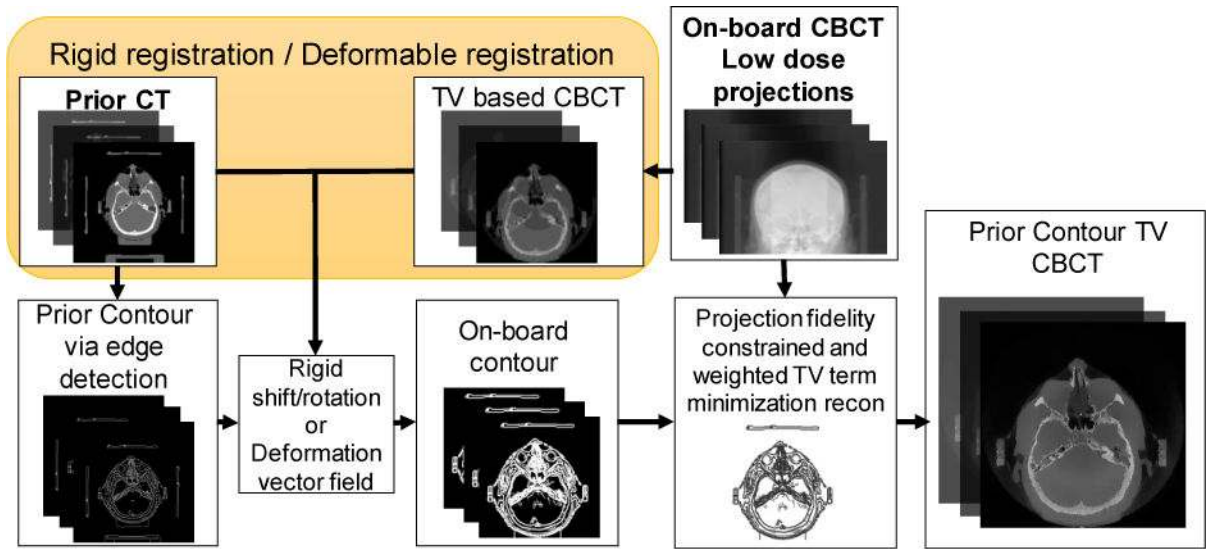 Rigid registration / Deformable registration
Prior CT
TV based CBCT
On-board CBCT
Low dose
projections
Prior Contour
via edge
detection
Rigid
shift/rotation
or
Deformation
vector field
On-board
contour
Projection fidelity
constrained and
weighted TV term
minimization recon
Prior Contour TV
CBCT